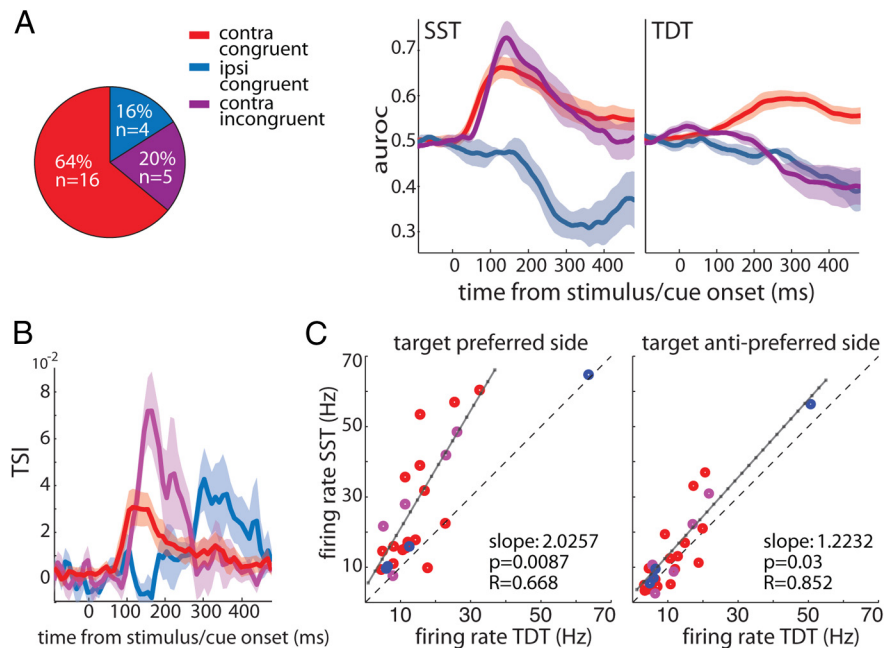 A
contra
congruent
ipsi
congruent
contra
incongruent
16%
n=4
64%
n=16
20%
n=5
SST
TDT
0.7
0.6
0.5
0.4
0.3
auroc
0 100 200 300 400
0 100 200 300 400
time from stimulus/cue onset (ms)
B
10-2
8
6
4
2
0
TSI
0 100 200 300 400
time from stimulus/cue onset (ms)
C
target preferred side
target anti-preferred side
70
50
30
10
firing rate SST (Hz)
slope: 2.0257
p=0.0087
R=0.668
10 30 50 70
firing rate TDT (Hz)
70
50
30
10
slope: 1.2232
p=0.03
R=0.852
10 30 50 70
firing rate TDT (Hz)